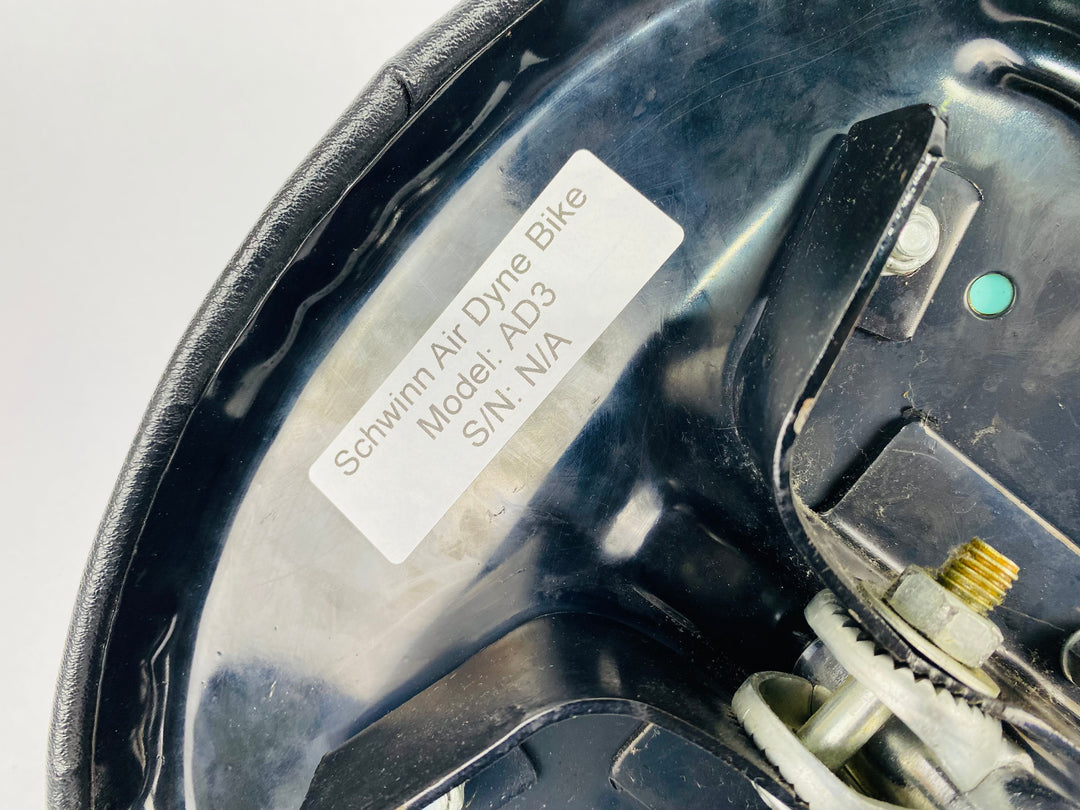 Schwinn Air Dyne Bike
Model: AD3
S/N: N/A